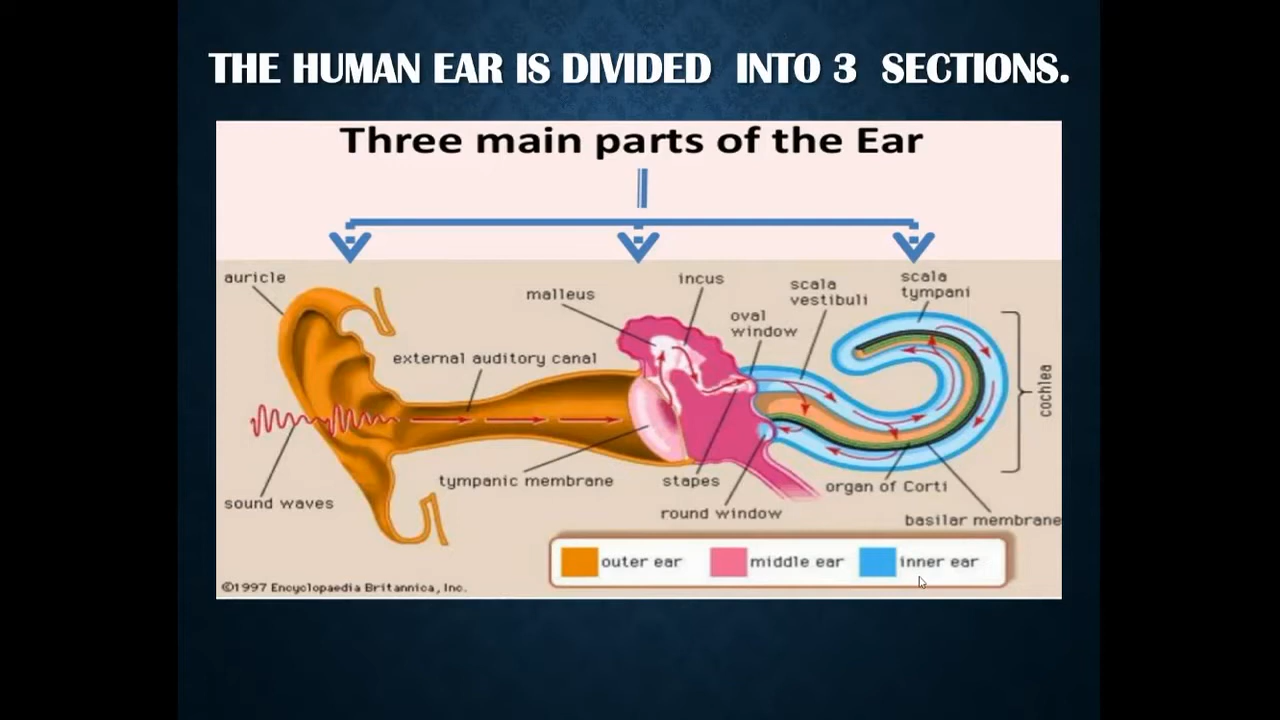 THE HUMAN EAR IS DIVIDED INTO 3 SECTIONS.
Three main parts of the Ear
auricle
malleus
incus
oval
window
scala
vestibuli
scala
tympani
external auditory canal
cochlea
sound waves
tympanic membrane
stapes
round window
organ of Corti
basilar membrane
outer ear
middle ear
inner ear
©1997 Encyclopaedia Britannica, Inc.